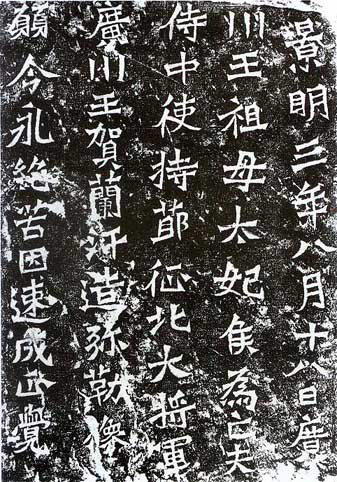 景明三年八月十八日廣
川王祖母太妃侯為亡夫
侍中使持節征北大將軍
廣川王賀蘭汗造弥勒像
願令永絕苦因速成正覺